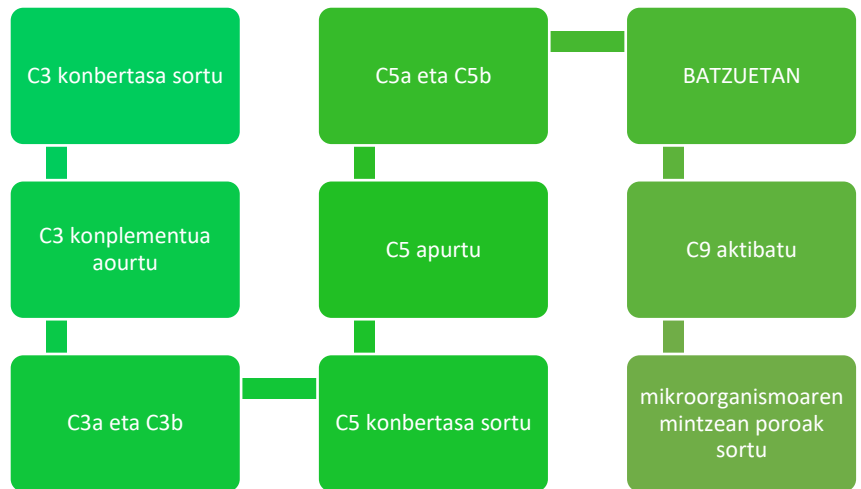 C3 konbertasa sortu
C3 konplementua
aourtu
C3a eta C3b
C5 konbertasa sortu
C5 apurtu
C5a eta C5b
BATZUETAN
C9 aktibatu
mikroorganismoaren
mintzean poroak
sortu